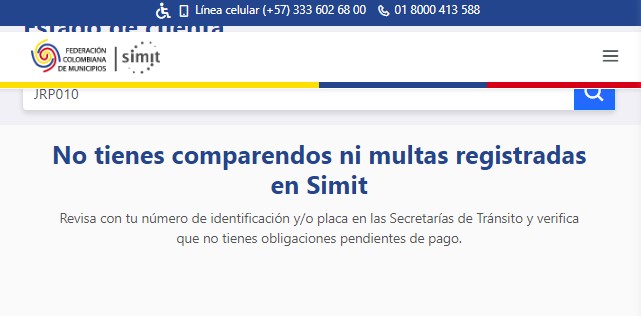 Línea celular (+57) 333 602 68 00 01 8000 413 588
Estado de cuenta
FEDERACIÓN
COLOMBIANA
DE MUNICIPIOS
simit
JRP010
No tienes comparendos ni multas registradas
en Simit
Revisa con tu número de identificación y/o placa en las Secretarías de Tránsito y verifica
que no tienes obligaciones pendientes de pago.